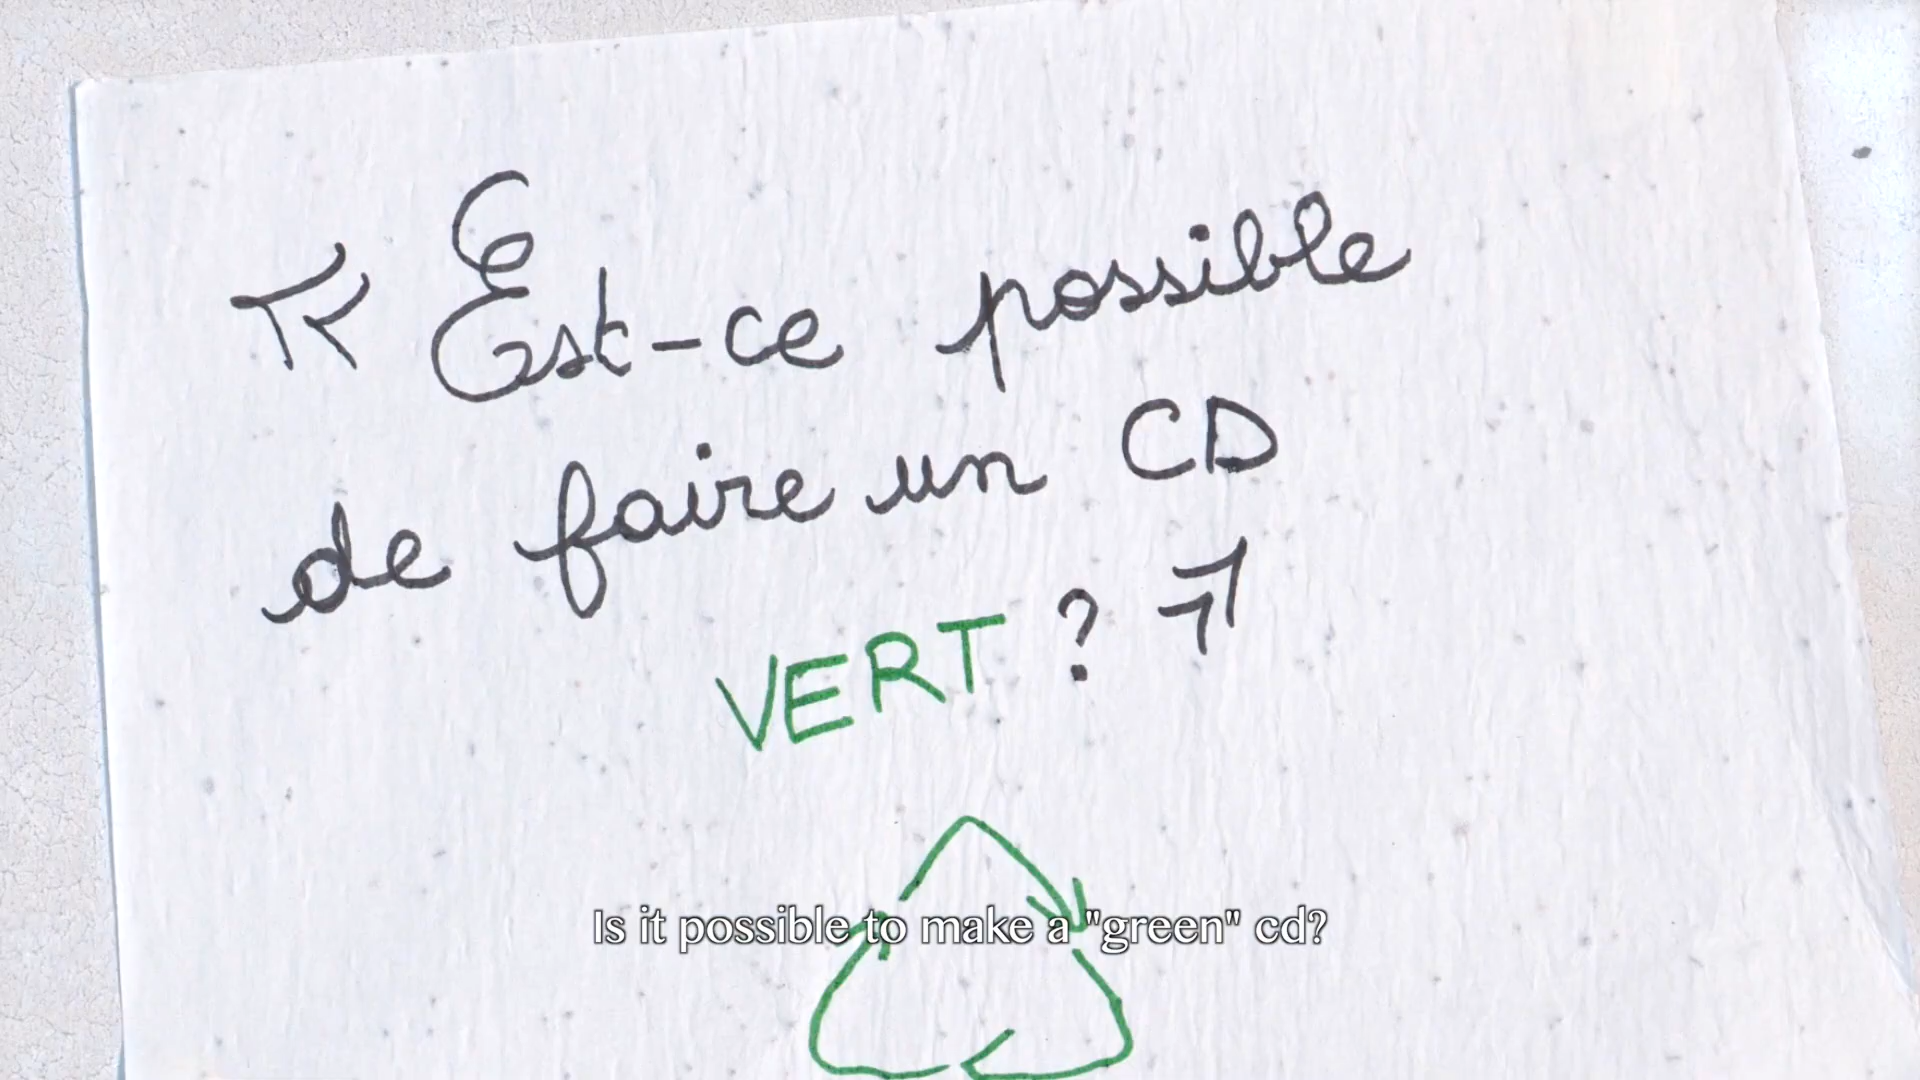 Est-ce possible
de faire un CD
VERT ?
Is it possible to make a "green" cd?